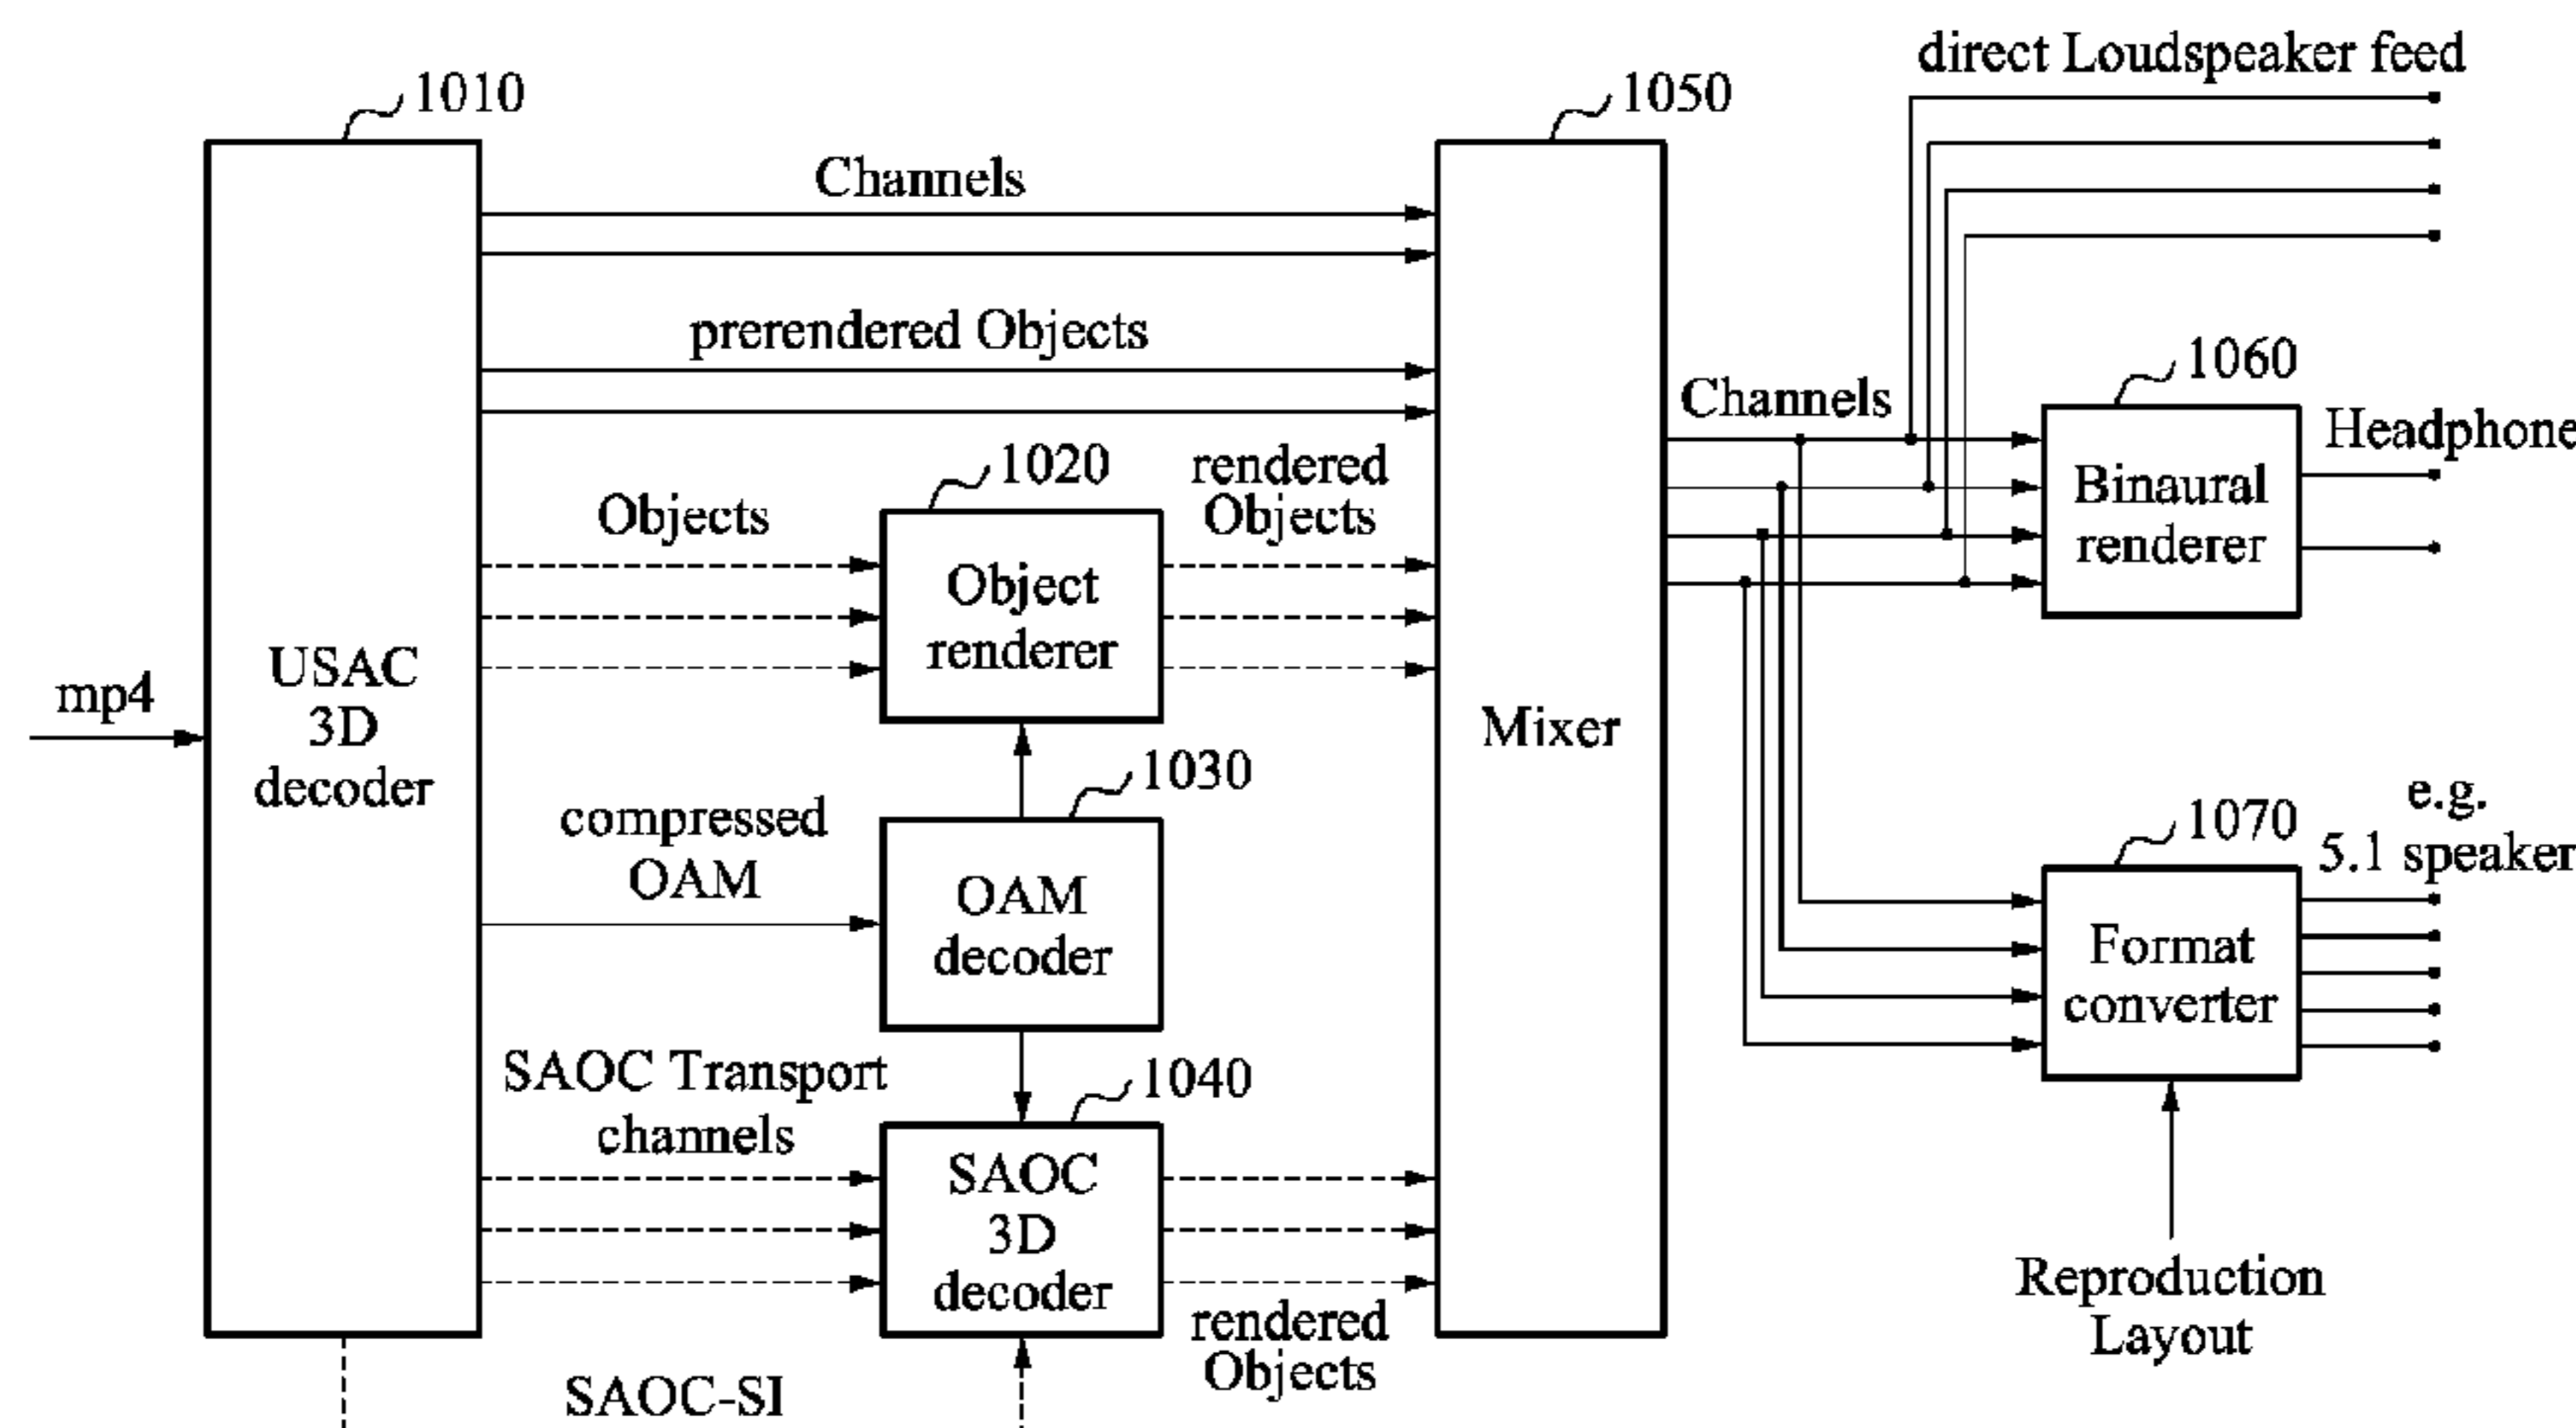 direct Loudspeaker feed
1010
1050
Channels
prerendered Objects
1060
Channels
Headphone
1020
rendered
Objects
Objects
Binaural
renderer
Object
renderer
mp4
USAC
3D
decoder
Mixer
1030
compressed
OAM
OAM
decoder
1070
e.g.
5.1 speaker
Format
converter
SAOC Transport
channels
1040
SAOC
3D
decoder
rendered
Objects
Reproduction
Layout
SAOC-SI